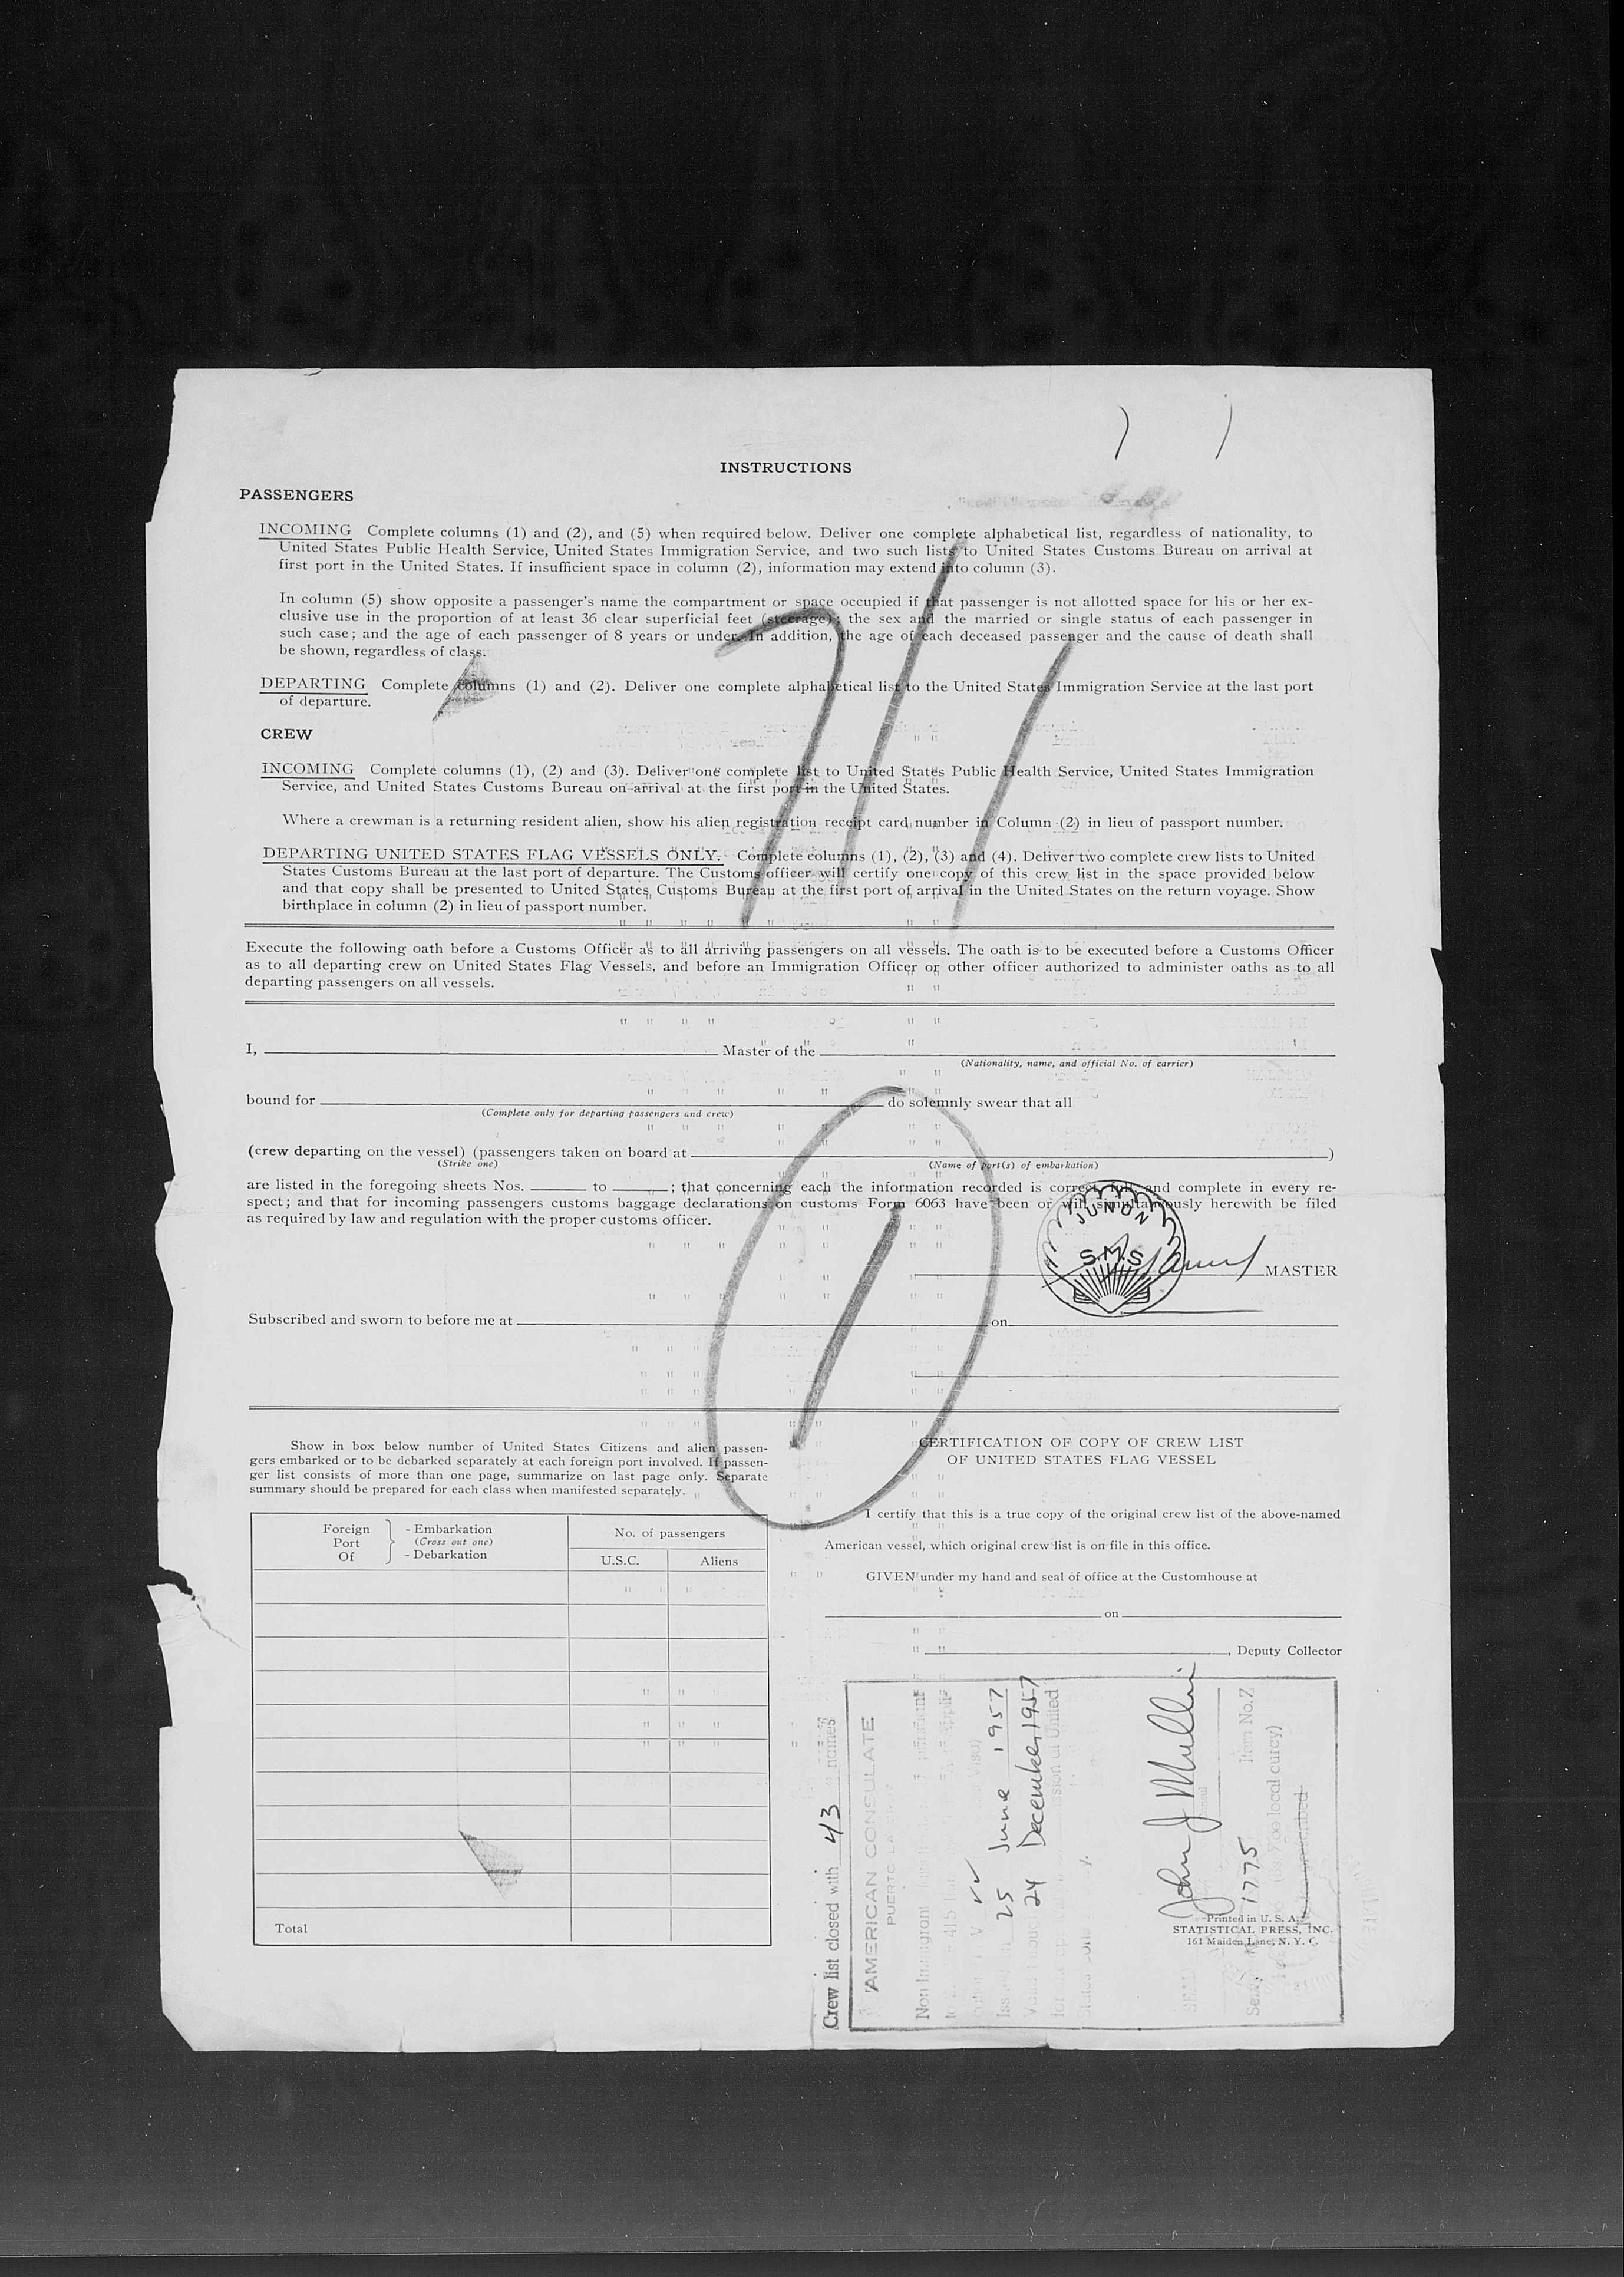 INSTRUCTIONS
PASSENGERS
INCOMING Complete columns (1) and (2), and (5) when required below. Deliver one complete alphabetical list, regardless of nationality, to
United States Public Health Service, United States Immigration Service, and two such lists to United States Customs Bureau on arrival at
first port in the United States. If insufficient space in column (2), information may extend into column (3).
In column (5) show opposite a passenger's name the compartment or space occupied if that passenger is not allotted space for his or her ex-
clusive use in the proportion of at least 36 clear superficial feet (steerage); the sex and the married or single status of each passenger in
such case; and the age of each passenger of 8 years or under. In addition, the age of each deceased passenger and the cause of death shall
be shown, regardless of class.
DEPARTING Complete columns (1) and (2). Deliver one complete alphabetical list to the United States Immigration Service at the last port
of departure.
CREW
INCOMING Complete columns (1), (2) and (3). Deliver one complete list to United States Public Health Service, United States Immigration
Service, and United States Customs Bureau on arrival at the first port in the United States.
Where a crewman is a returning resident alien, show his alien registration receipt card number in Column (2) in lieu of passport number.
DEPARTING UNITED STATES FLAG VESSELS ONLY. Complete columns (1), (2), (3) and (4). Deliver two complete crew lists to United
States Customs Bureau at the last port of departure. The Customs officer will certify one copy of this crew list in the space provided below
and that copy shall be presented to United States Customs Bureau at the first port of arrival in the United States on the return voyage. Show
birthplace in column (2) in lieu of passport number.
Execute the following oath before a Customs Officer as to all arriving passengers on all vessels. The oath is to be executed before a Customs Officer
as to all departing crew on United States Flag Vessels, and before an Immigration Officer or other officer authorized to administer oaths as to all
departing passengers on all vessels.
I, Master of the
(Nationality, name, and official No. of carrier)
bound for do solemnly swear that all
(Complete only for departing passengers and crew)
(crew departing on the vessel) (passengers taken on board at )
(Strike one) (Name of port(s) of embarkation)
are listed in the foregoing sheets Nos. to ; that concerning each the information recorded is correct, full, and complete in every re-
spect; and that for incoming passengers customs baggage declarations on customs Form 6063 have been or will simultaneously herewith be filed
as required by law and regulation with the proper customs officer.
JUNON
S.M.S
MASTER
Subscribed and sworn to before me at on
Show in box below number of United States Citizens and alien passen-
gers embarked or to be debarked separately at each foreign port involved. If passen-
ger list consists of more than one page, summarize on last page only. Separate
summary should be prepared for each class when manifested separately.
Foreign Port Of } - Embarkation
(Cross out one)
- Debarkation
No. of passengers
U.S.C. Aliens
Total
CERTIFICATION OF COPY OF CREW LIST
OF UNITED STATES FLAG VESSEL
I certify that this is a true copy of the original crew list of the above-named
American vessel, which original crew list is on file in this office.
GIVEN under my hand and seal of office at the Customhouse at
on
, Deputy Collector
Crew list closed with 43 names
AMERICAN CONSULATE
Non Immigrant
25 June 1957
24 December 1957
John J Mullin
1775 Item No. 7
local curcy)
Printed in U. S. A.
STATISTICAL PRESS, INC.
161 Maiden Lane, N. Y. C.